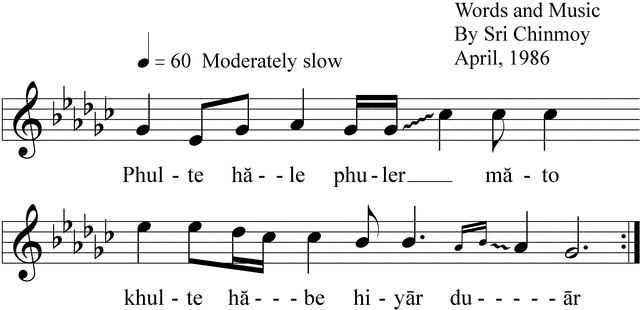 Words and Music
By Sri Chinmoy
April, 1986
♩ = 60 Moderately slow
Phul - te hă - - le phu - ler____ mă - to
khul - te hă - - - be hi - yār du - - - - - ār